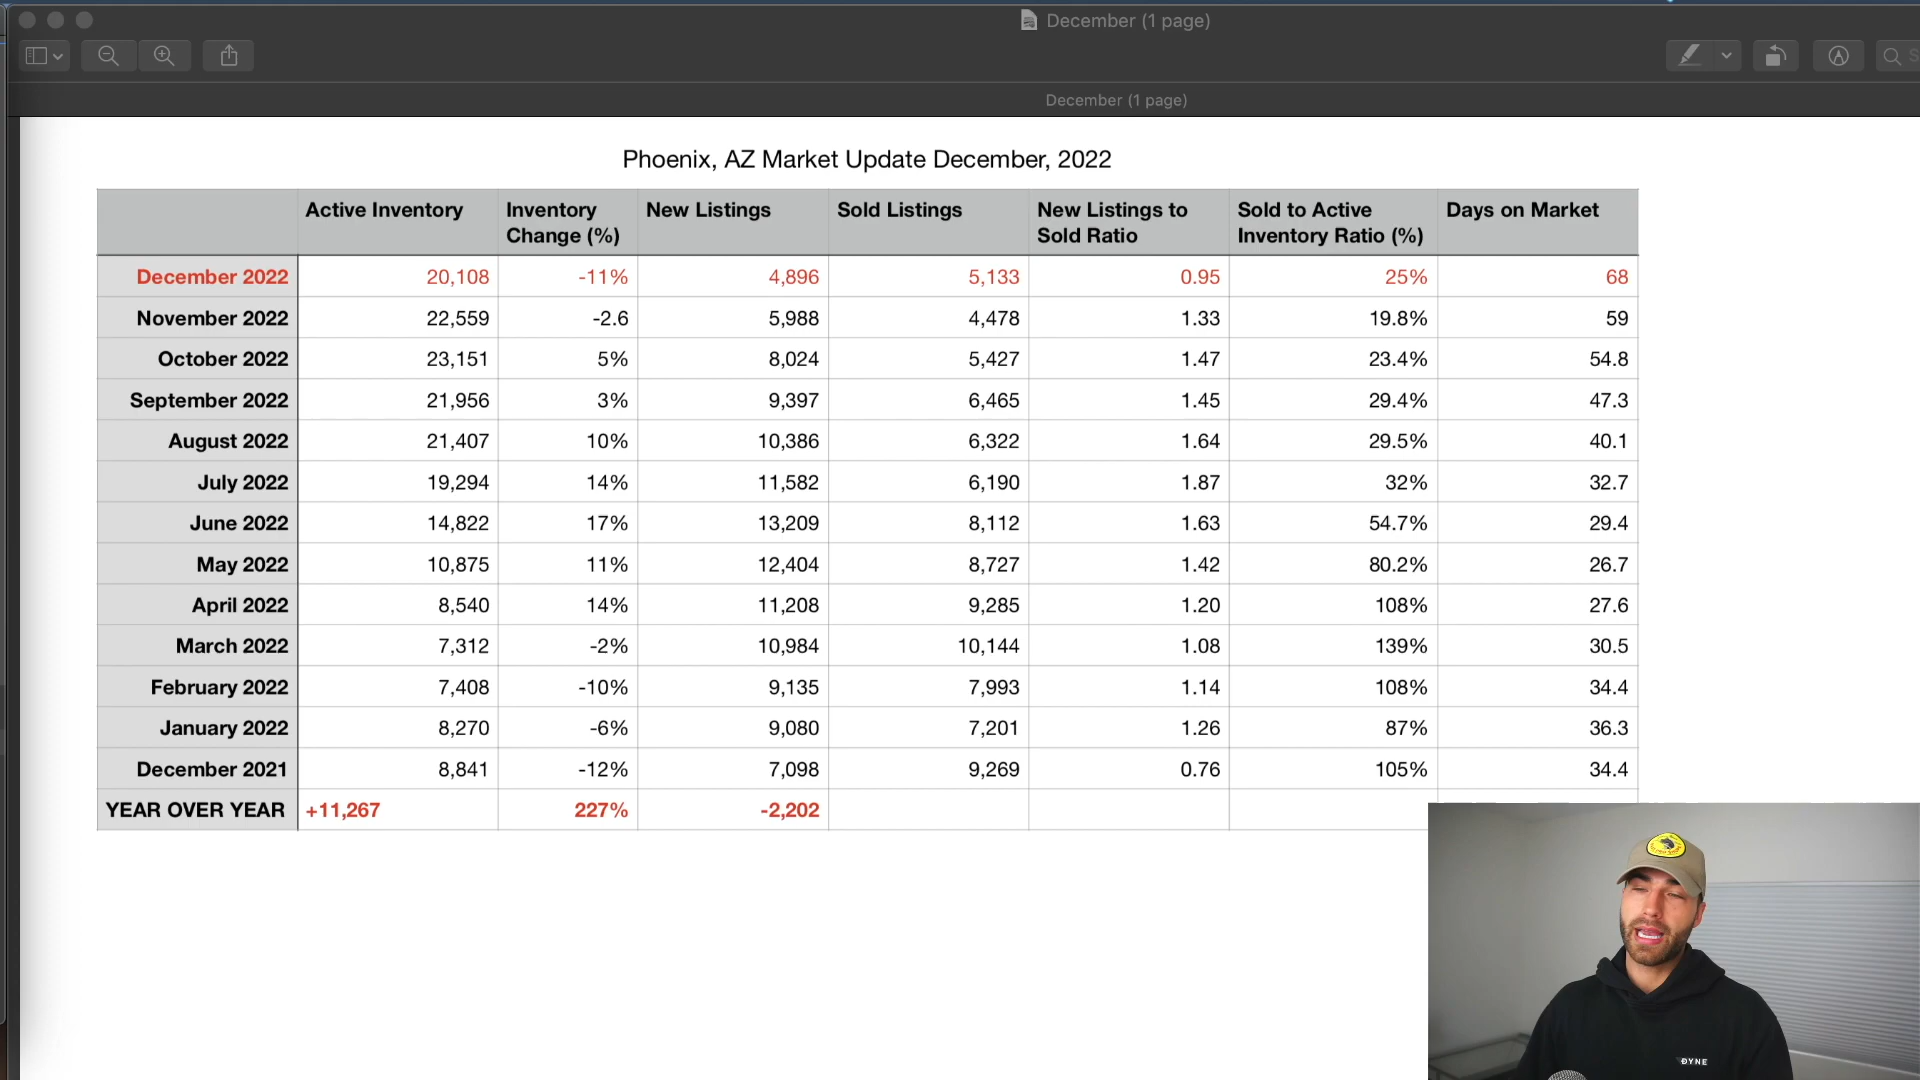 December (1 page)
December (1 page)
Phoenix, AZ Market Update December, 2022
Active Inventory Inventory Change (%) New Listings Sold Listings New Listings to Sold Ratio Sold to Active Inventory Ratio (%) Days on Market
December 2022 20,108 -11% 4,896 5,133 0.95 25% 68
November 2022 22,559 -2.6 5,988 4,478 1.33 19.8% 59
October 2022 23,151 5% 8,024 5,427 1.47 23.4% 54.8
September 2022 21,956 3% 9,397 6,465 1.45 29.4% 47.3
August 2022 21,407 10% 10,386 6,322 1.64 29.5% 40.1
July 2022 19,294 14% 11,582 6,190 1.87 32% 32.7
June 2022 14,822 17% 13,209 8,112 1.63 54.7% 29.4
May 2022 10,875 11% 12,404 8,727 1.42 80.2% 26.7
April 2022 8,540 14% 11,208 9,285 1.20 108% 27.6
March 2022 7,312 -2% 10,984 10,144 1.08 139% 30.5
February 2022 7,408 -10% 9,135 7,993 1.14 108% 34.4
January 2022 8,270 -6% 9,080 7,201 1.26 87% 36.3
December 2021 8,841 -12% 7,098 9,269 0.76 105% 34.4
YEAR OVER YEAR +11,267 227% -2,202
DYNE